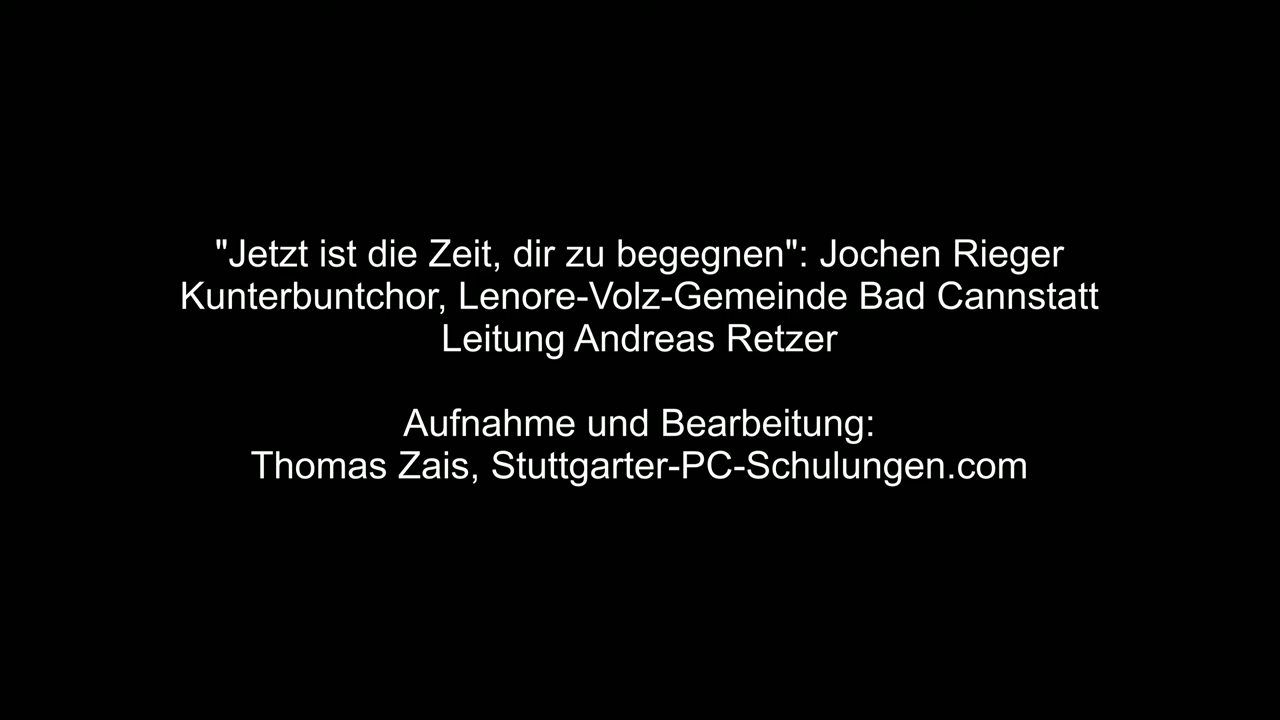 "Jetzt ist die Zeit, dir zu begegnen": Jochen Rieger
Kunterbuntchor, Lenore-Volz-Gemeinde Bad Cannstatt
Leitung Andreas Retzer
Aufnahme und Bearbeitung:
Thomas Zais, Stuttgarter-PC-Schulungen.com